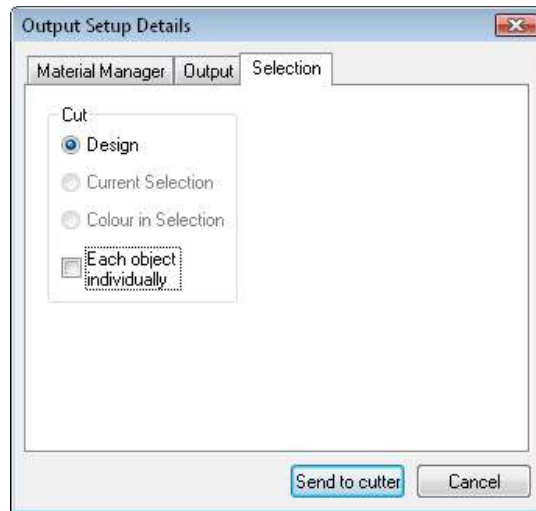 Output Setup Details
Material Manager Output Selection
Cut
Design
Current Selection
Colour in Selection
Each object
individually
Send to cutter Cancel